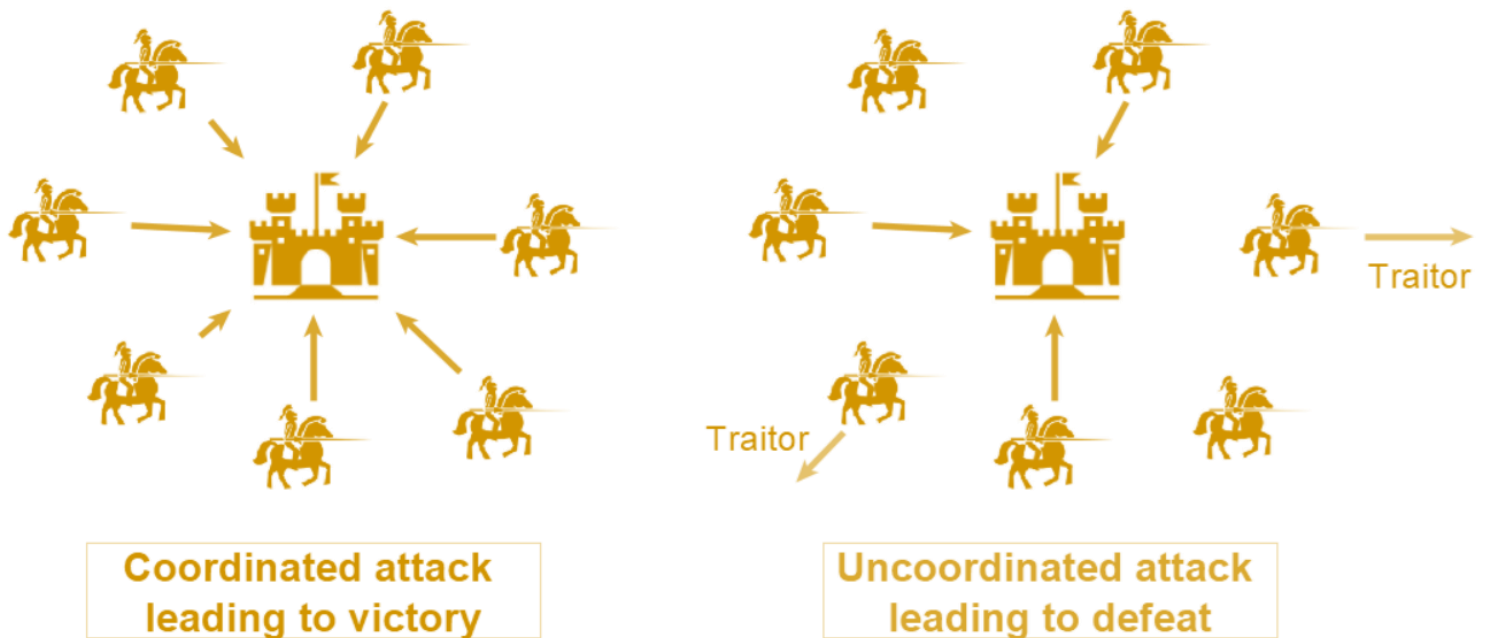 Traitor
Traitor
Coordinated attack
leading to victory
Uncoordinated attack
leading to defeat